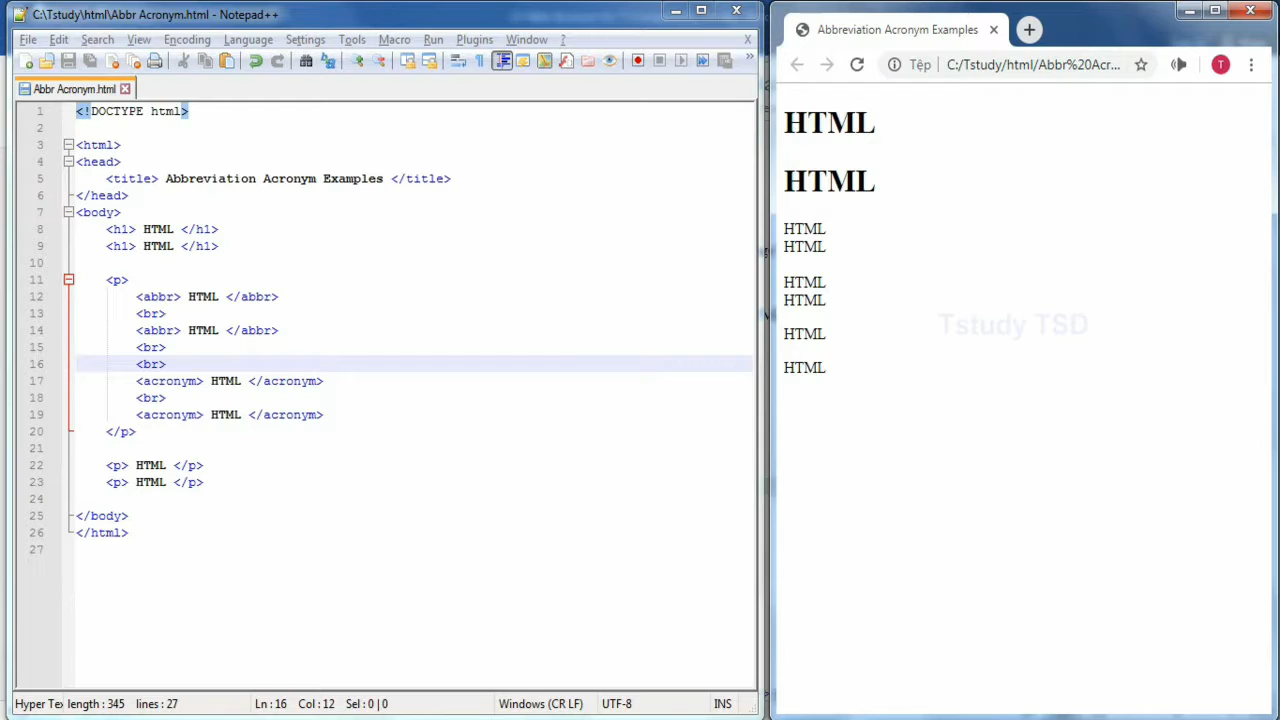 C:\Tstudy\html\Abbr Acronym.html - Notepad++
File Edit Search View Encoding Language Settings Tools Macro Run Plugins Window ? X
Abbr Acronym.html
1 <!DOCTYPE html>
2
3 <html>
4 <head>
5 <title> Abbreviation Acronym Examples </title>
6 </head>
7 <body>
8 <h1> HTML </h1>
9 <h1> HTML </h1>
10
11 <p>
12 <abbr> HTML </abbr>
13 <br>
14 <abbr> HTML </abbr>
15 <br>
16 <br>
17 <acronym> HTML </acronym>
18 <br>
19 <acronym> HTML </acronym>
20 </p>
21
22 <p> HTML </p>
23 <p> HTML </p>
24
25 </body>
26 </html>
27
Hyper Te length : 345 lines : 27 Ln : 16 Col : 12 Sel : 0 | 0 Windows (CR LF) UTF-8 INS
Abbreviation Acronym Examples
Tệp C:/Tstudy/html/Abbr%20Acr... T
HTML
HTML
HTML
HTML
HTML
HTML
Tstudy TSD
HTML
HTML